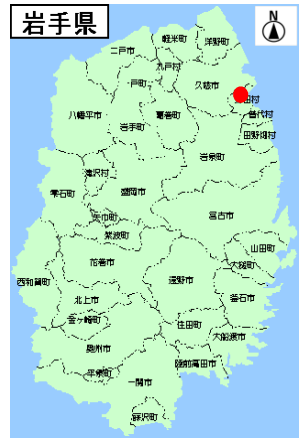 岩手県
N
軽米町
洋野町
二戸市
九戸村
一戸町
久慈市
田村
普代村
八幡平市
葛巻町
岩手町
田野畑村
岩泉町
滝沢村
雫石町
盛岡市
矢巾町
宮古市
紫波町
山田町
花巻市
大槌町
西和賀町
遠野市
釜石市
北上市
金ヶ崎町
住田町
奥州市
大船渡市
陸前高田市
平泉町
一関市
藤沢町